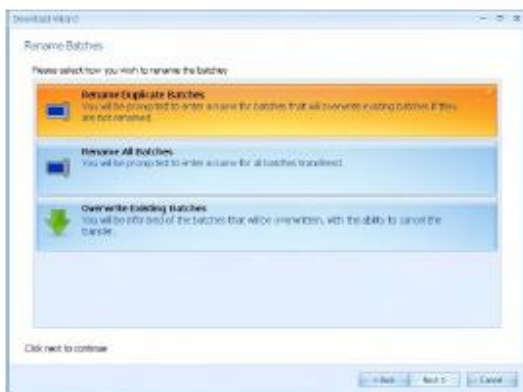 Download Wizard
Rename Batches
Please select how you wish to rename the batches
Rename Duplicate Batches
You will be prompted to enter a name for batches that will overwrite existing batches if they
are not renamed.
Rename All Batches
You will be prompted to enter a name for all batches transferred.
Overwrite Existing Batches
You will be informed of the batches that will be overwritten, with the ability to cancel the
transfer.
Click next to continue
< Back
Next >
Cancel